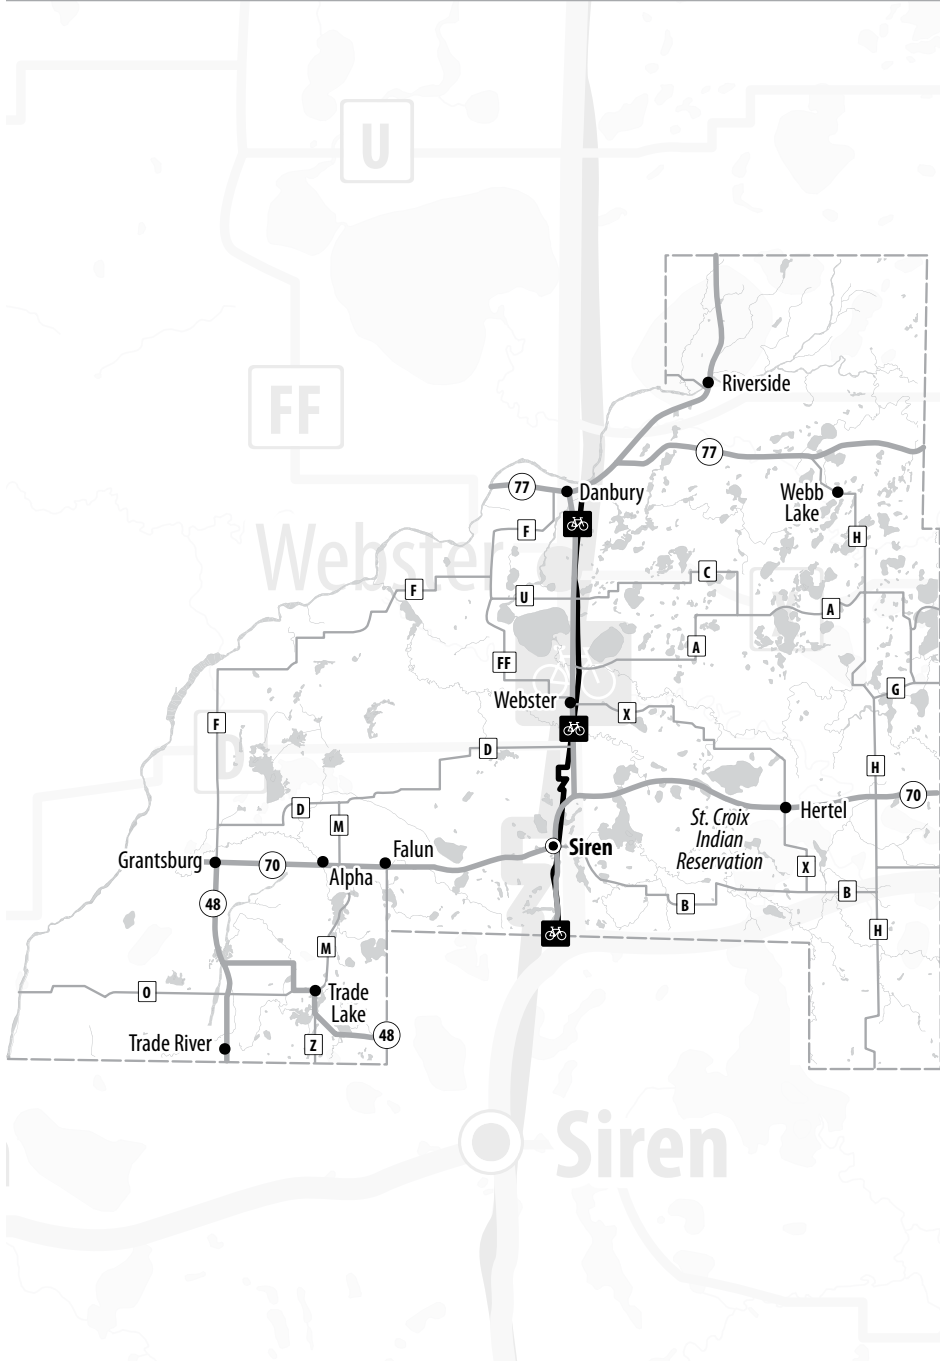 U
Riverside
FF
77
77
Danbury
Webb
Lake
F
H
Webster
C
F
U
A
A
FF
G
Webster
X
F
D
D
H
70
D
Hertel
M
St. Croix
Indian
Reservation
Siren
Falun
Grantsburg
70
Alpha
X
B
48
B
H
M
O
Trade
Lake
48
Trade River
Z
Siren